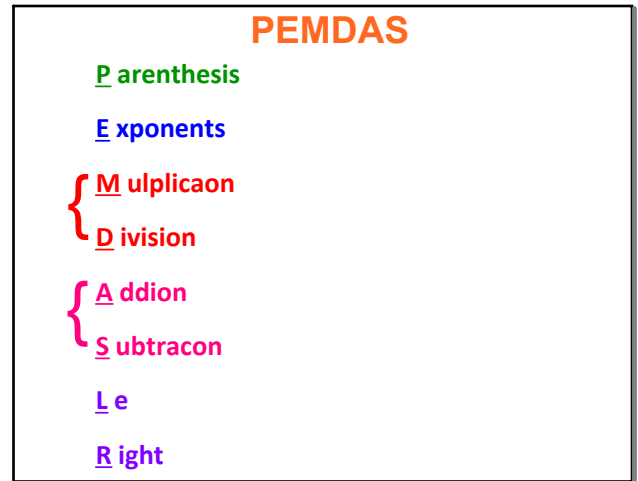 PEMDAS
P arenthesis
E xponents
M ulplicaon
D ivision
A ddion
S ubtracon
L e
R ight